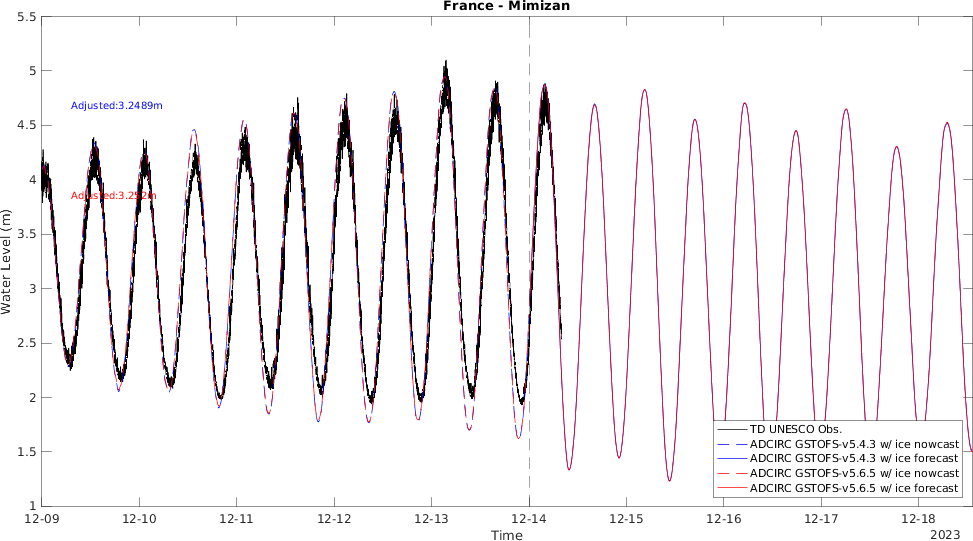 France - Mimizan
5.5
5
4.5
4
3.5
3
2.5
2
1.5
1
Water Level (m)
Adjusted:3.2489m
Adjusted:3.252m
TD UNESCO Obs.
ADCIRC GSTOFS-v5.4.3 w/ ice nowcast
ADCIRC GSTOFS-v5.4.3 w/ ice forecast
ADCIRC GSTOFS-v5.6.5 w/ ice nowcast
ADCIRC GSTOFS-v5.6.5 w/ ice forecast
12-09 12-10 12-11 12-12 12-13 12-14 12-15 12-16 12-17 12-18
Time
2023